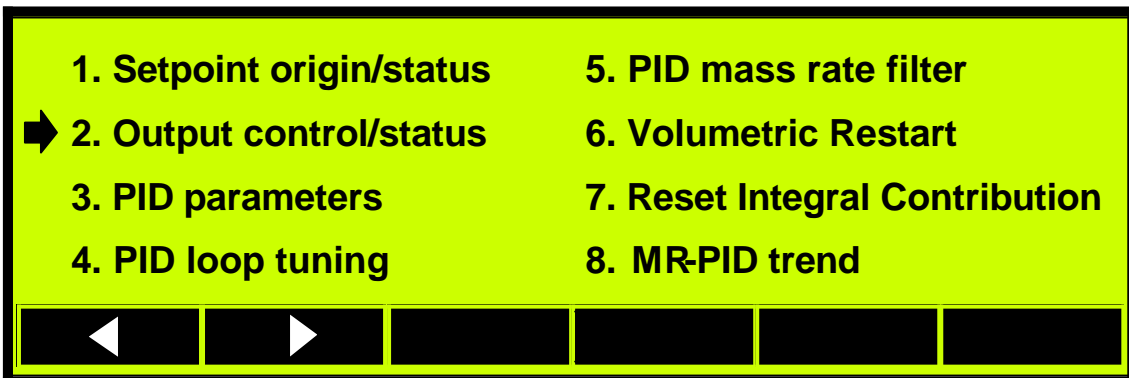 1. Setpoint origin/status
2. Output control/status
3. PID parameters
4. PID loop tuning
5. PID mass rate filter
6. Volumetric Restart
7. Reset Integral Contribution
8. MR-PID trend